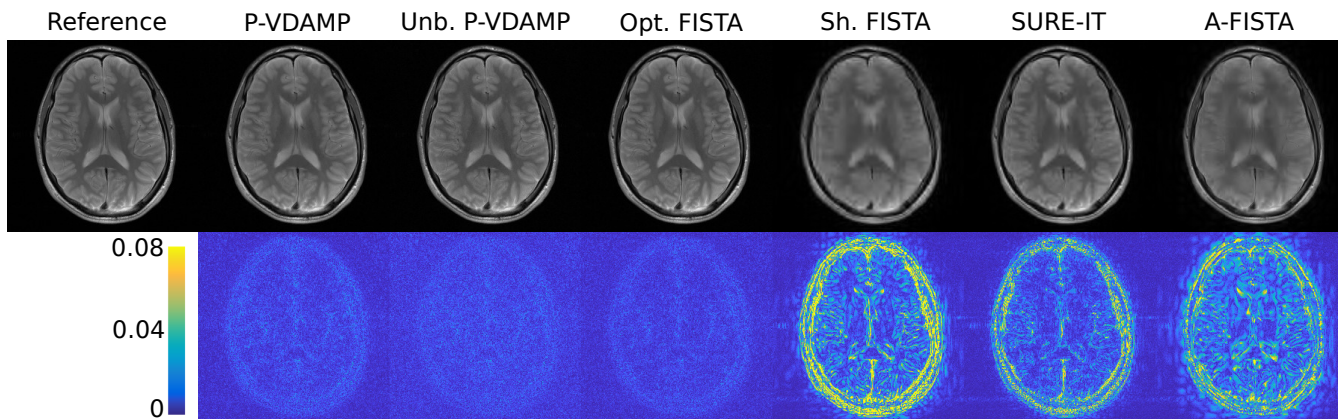 Reference P-VDAMP Unb. P-VDAMP Opt. FISTA Sh. FISTA SURE-IT A-FISTA
0.08
0.04
0